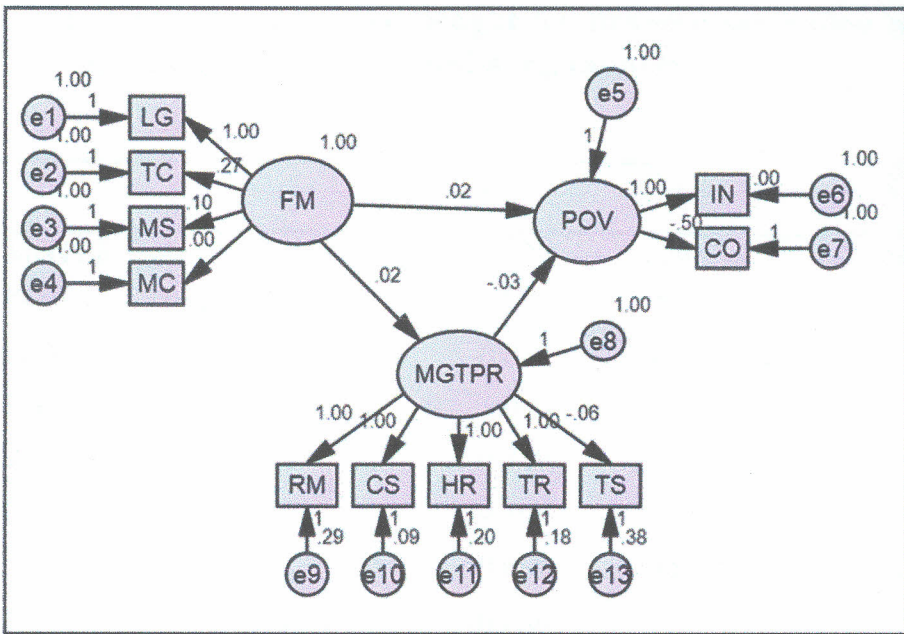 1.00
e1
1
LG
1.00
1.00
e2
1
TC
.27
1.00
e3
1
MS
.10
1.00
e4
1
MC
.00
1.00
FM
.02
.02
1.00
e5
1
POV
-1.00
IN
.00
1.00
e6
-.50
CO
1
1.00
e7
-.03
1.00
e8
1
MGTPR
1.00
1.00
1.00
1.00
-.06
RM
CS
HR
TR
TS
1
1
1
1
1
.29
.09
.20
.18
.38
e9
e10
e11
e12
e13